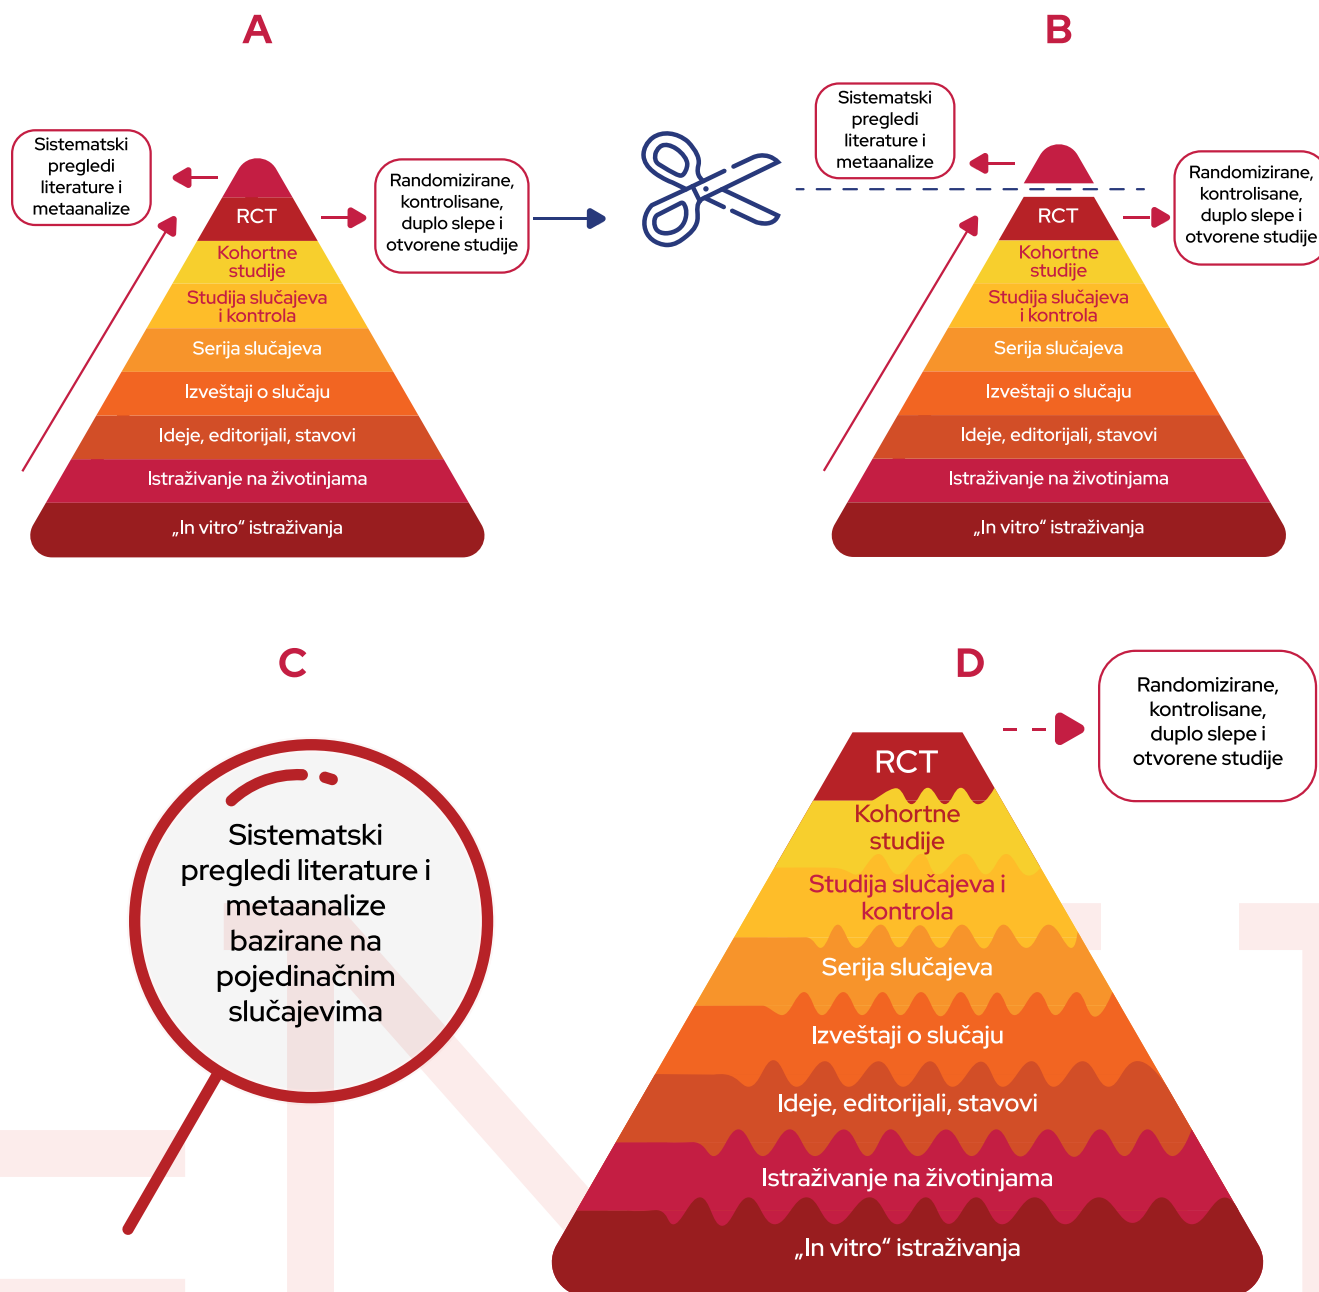 A
Sistematski
pregledi
literature i
metaanalize
RCT
Randomizirane,
kontrolisane,
duplo slepe i
otvorene studije
Kohortne
studije
Studija slučajeva
i kontrola
Serija slučajeva
Izveštaji o slučaju
Ideje, editorijali, stavovi
Istraživanje na životinjama
„In vitro“ istraživanja
B
Sistematski
pregledi
literature i
metaanalize
RCT
Randomizirane,
kontrolisane,
duplo slepe i
otvorene studije
Kohortne
studije
Studija slučajeva
i kontrola
Serija slučajeva
Izveštaji o slučaju
Ideje, editorijali, stavovi
Istraživanje na životinjama
„In vitro“ istraživanja
C
Sistematski
pregledi literature i
metaanalize
bazirane na
pojedinačnim
slučajevima
D
Randomizirane,
kontrolisane,
duplo slepe i
otvorene studije
RCT
Kohortne
studije
Studija slučajeva i
kontrola
Serija slučajeva
Izveštaji o slučaju
Ideje, editorijali, stavovi
Istraživanje na životinjama
„In vitro“ istraživanja